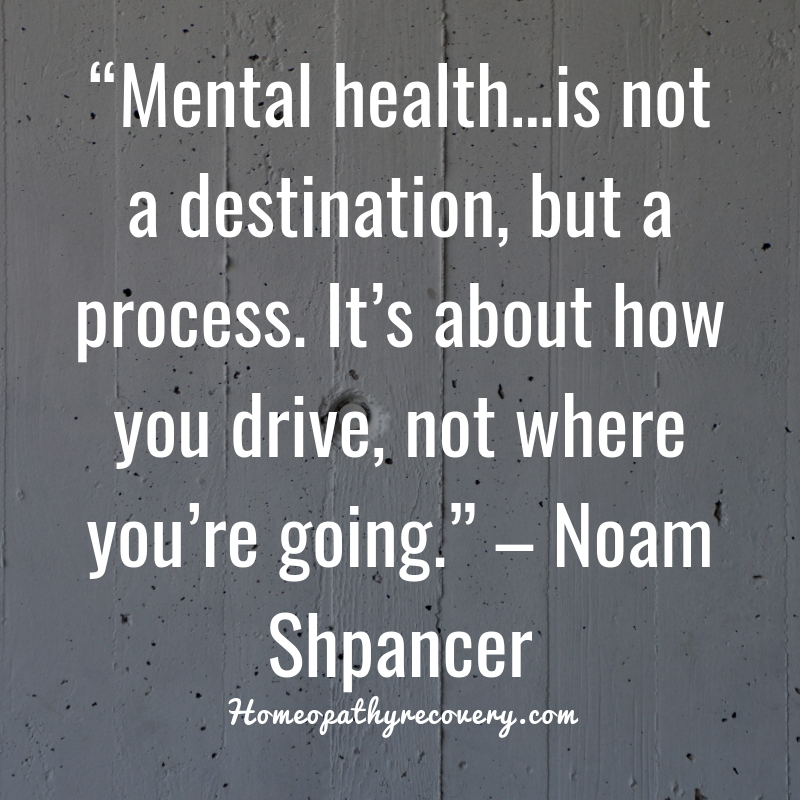 “Mental health...is not
a destination, but a
process. It’s about how
you drive, not where
you’re going.” – Noam
Shpancer
Homeopathyrecovery.com